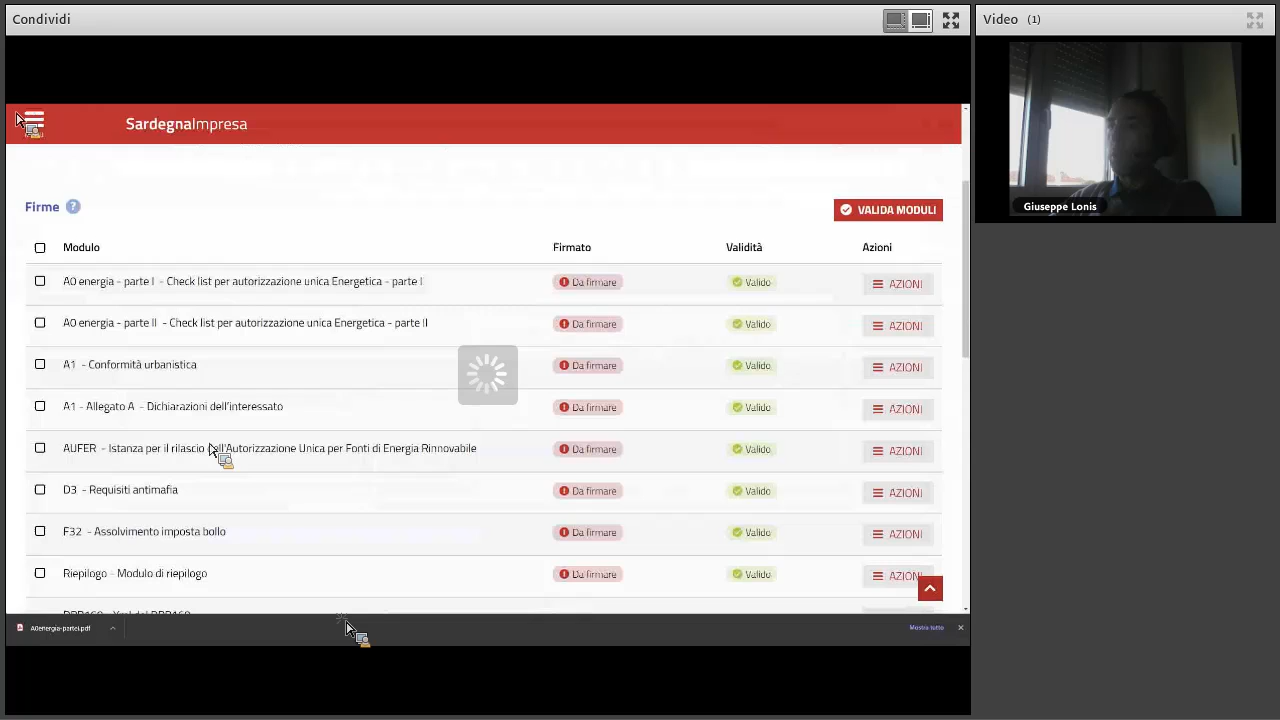 Condividi
Video (1)
SardegnaImpresa
Giuseppe Lonis
Firme ?
VALIDA MODULI
Modulo Firmato Validità Azioni
A0 energia - parte I - Check list per autorizzazione unica Energetica - parte I Da firmare Valido AZIONI
A0 energia - parte II - Check list per autorizzazione unica Energetica - parte II Da firmare Valido AZIONI
A1 - Conformità urbanistica Da firmare Valido AZIONI
A1 - Allegato A - Dichiarazioni dell'interessato Da firmare Valido AZIONI
AUFER - Istanza per il rilascio dell'Autorizzazione Unica per Fonti di Energia Rinnovabile Da firmare Valido AZIONI
D3 - Requisiti antimafia Da firmare Valido AZIONI
F32 - Assolvimento imposta bollo Da firmare Valido AZIONI
Riepilogo - Modulo di riepilogo Da firmare Valido AZIONI
A0energia-partei.pdf
Mostra tutto